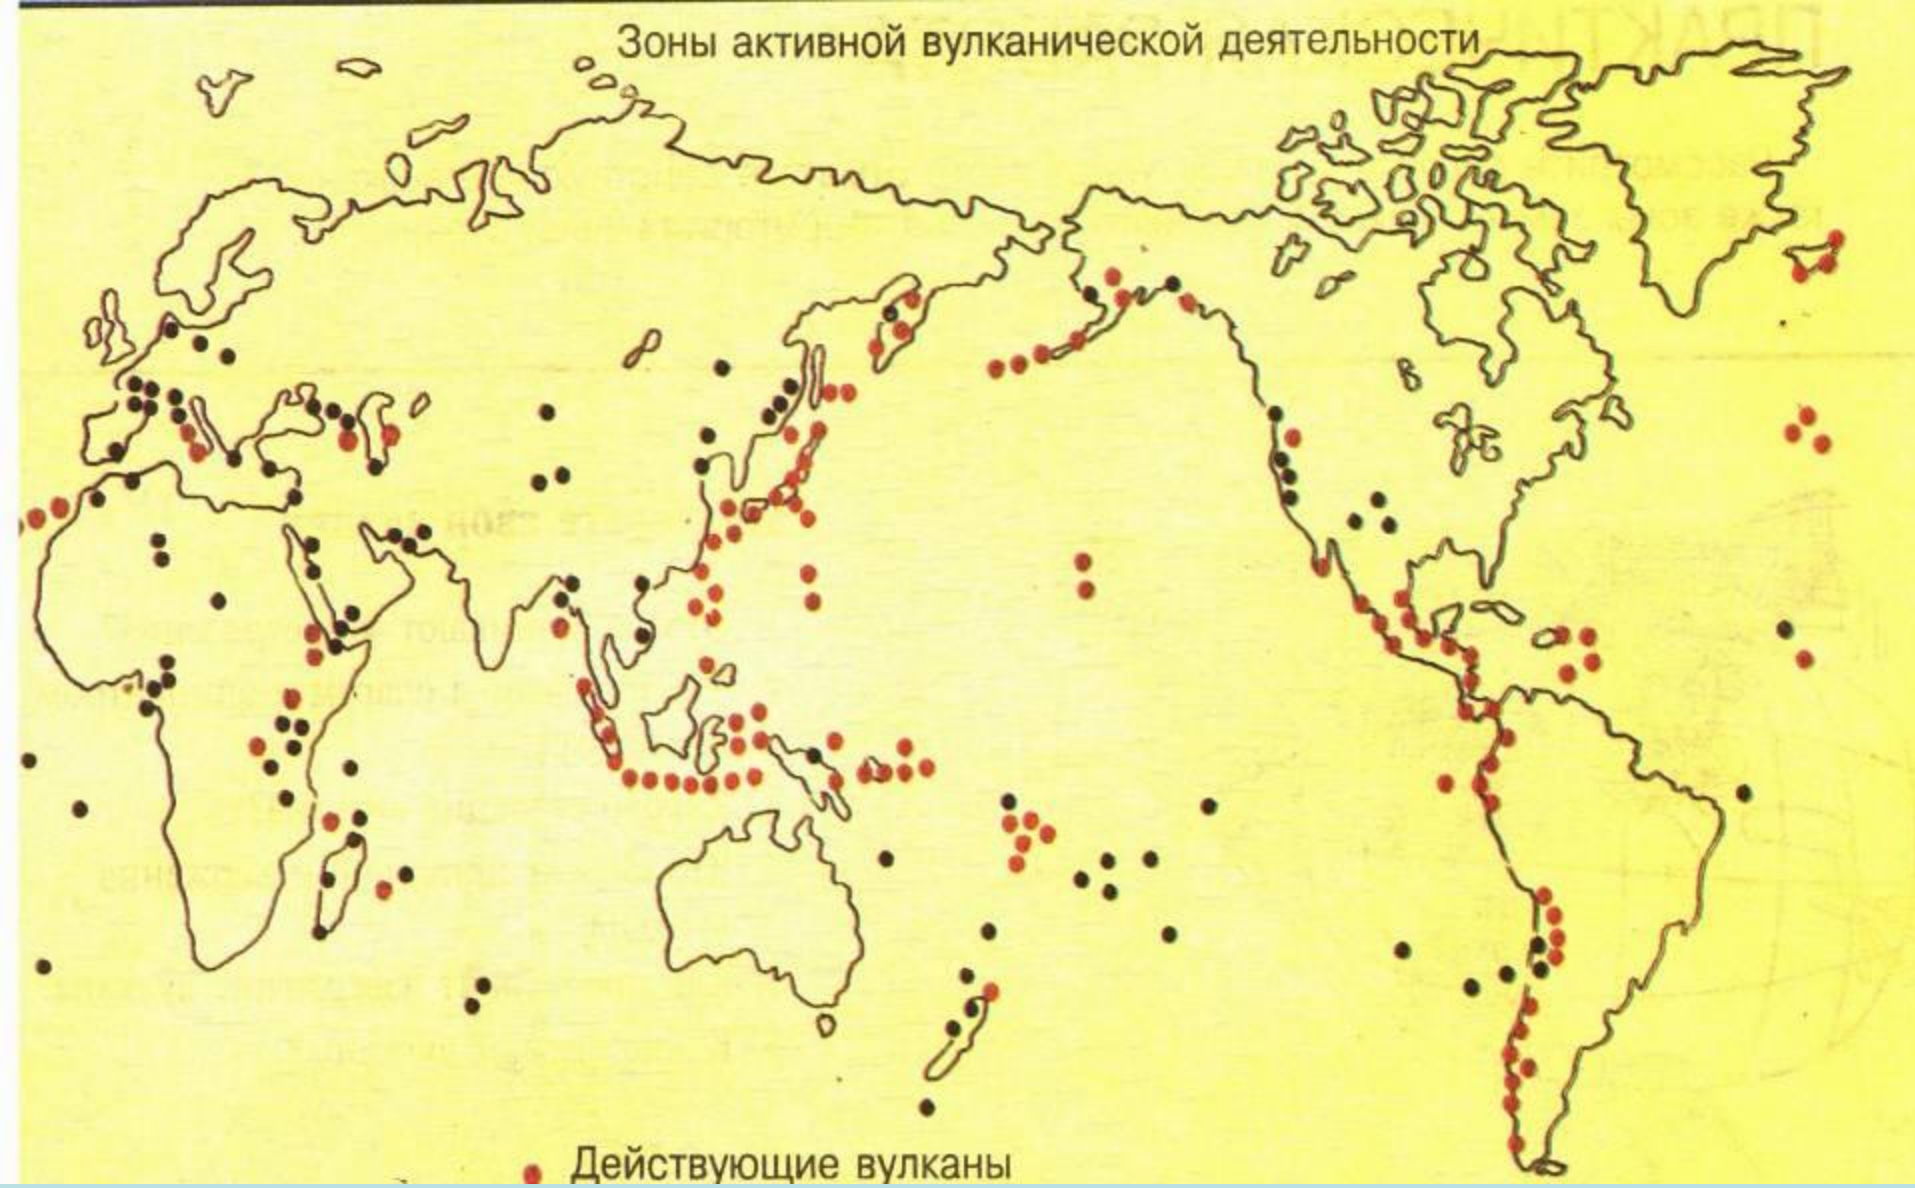 Зоны активной вулканической деятельности
Действующие вулканы